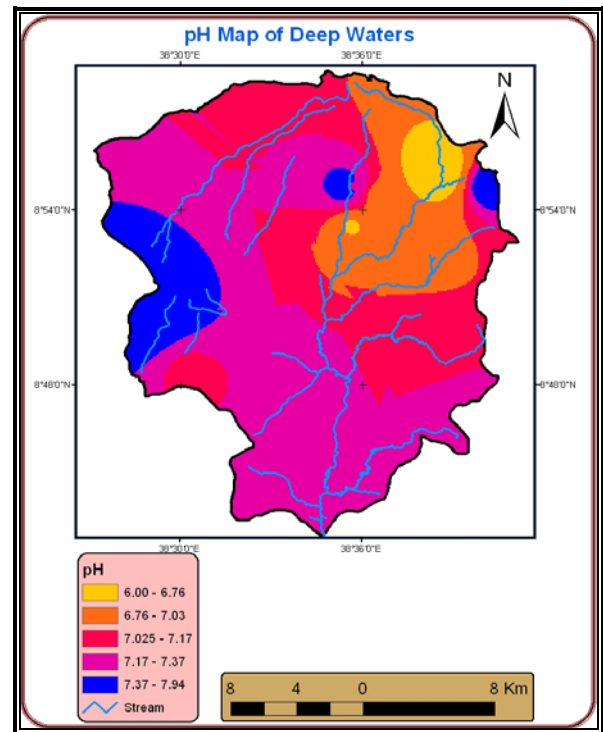 pH Map of Deep Waters
38°30'0"E 38°36'0"E
N
8°54'0"N 8°54'0"N
8°48'0"N 8°48'0"N
38°30'0"E 38°36'0"E
pH
6.00 - 6.76
6.76 - 7.03
7.025 - 7.17
7.17 - 7.37
7.37 - 7.94
Stream
8 4 0 8 Km